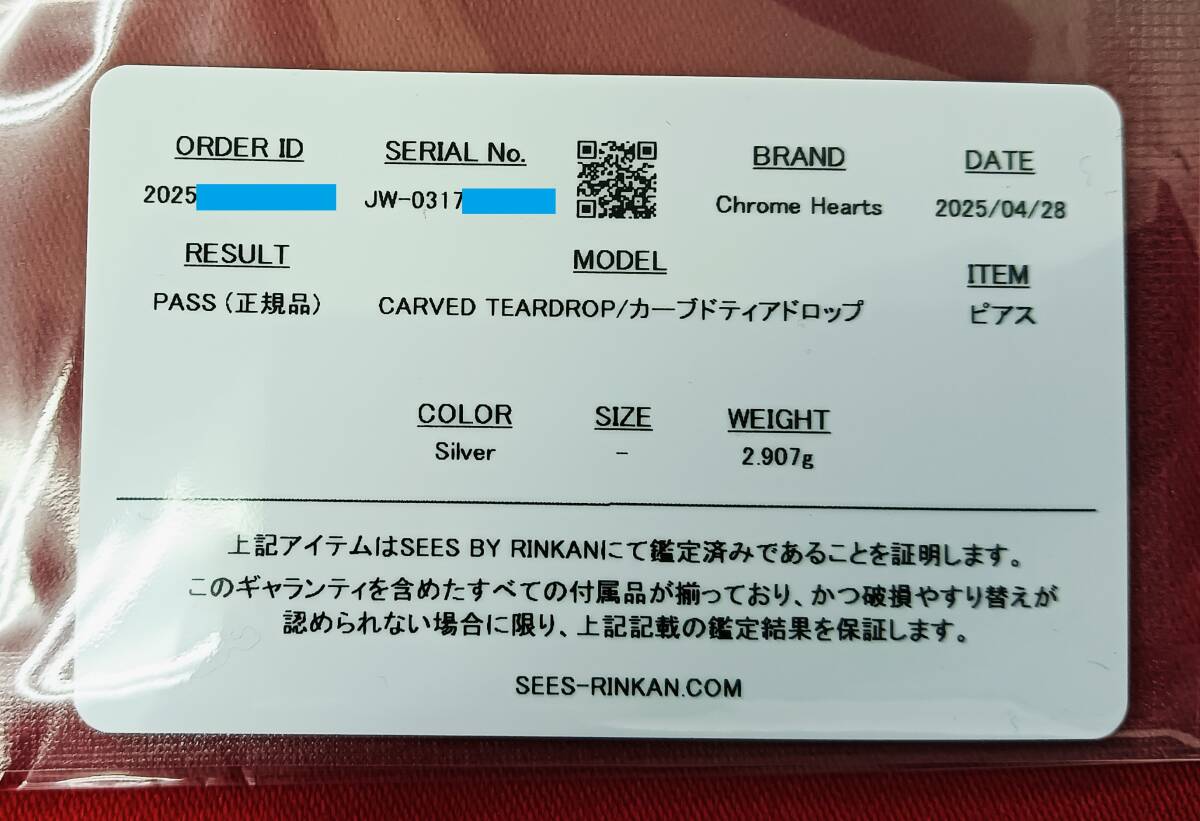 ORDER ID
2025
SERIAL No.
JW-0317
BRAND
Chrome Hearts
DATE
2025/04/28
RESULT
PASS (正規品)
MODEL
CARVED TEARDROP/カーブドティアドロップ
ITEM
ピアス
COLOR
Silver
SIZE
-
WEIGHT
2.907g
上記アイテムはSEES BY RINKANにて鑑定済みであることを証明します。
このギャランティを含めたすべての付属品が揃っており、かつ破損やすり替えが
認められない場合に限り、上記記載の鑑定結果を保証します。
SEES-RINKAN.COM